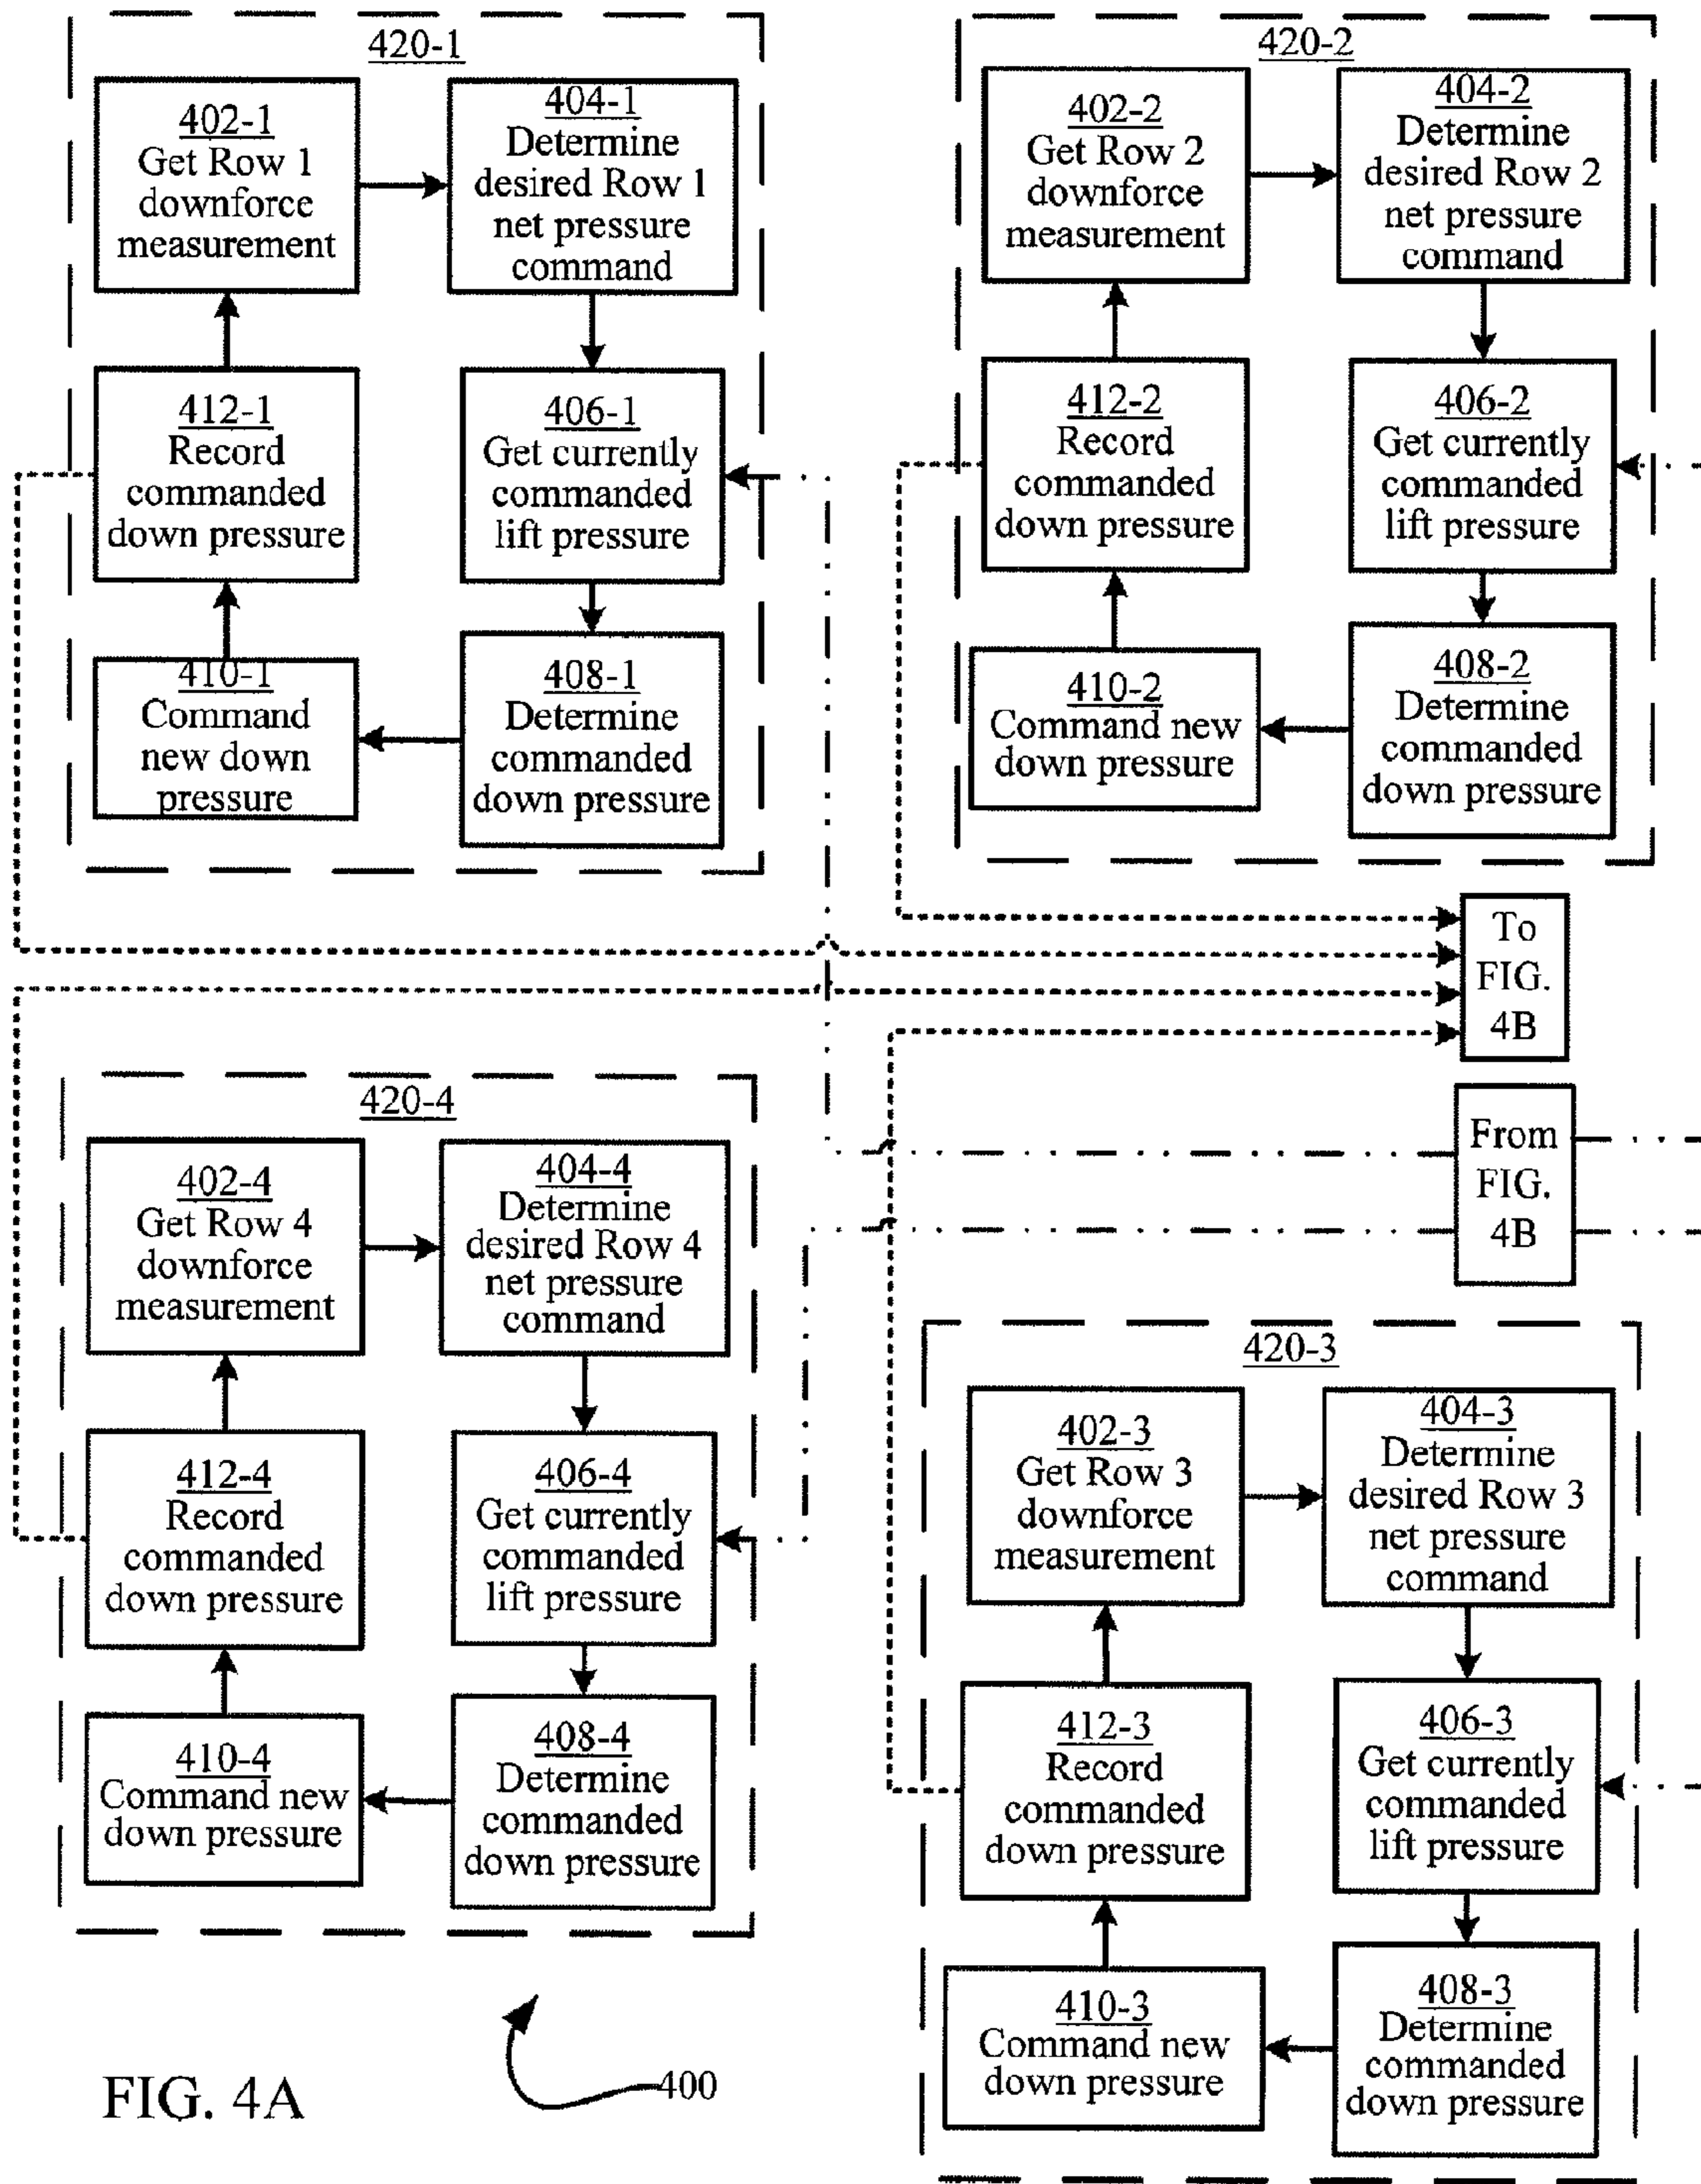 420-1
402-1
Get Row 1
downforce
measurement
404-1
Determine
desired Row 1
net pressure
command
412-1
Record
commanded
down pressure
406-1
Get currently
commanded
lift pressure
410-1
Command
new down
pressure
408-1
Determine
commanded
down pressure
420-2
402-2
Get Row 2
downforce
measurement
404-2
Determine
desired Row 2
net pressure
command
412-2
Record
commanded
down pressure
406-2
Get currently
commanded
lift pressure
410-2
Command new
down pressure
408-2
Determine
commanded
down pressure
To
FIG.
4B
From
FIG.
4B
420-4
402-4
Get Row 4
downforce
measurement
404-4
Determine
desired Row 4
net pressure
command
412-4
Record
commanded
down pressure
406-4
Get currently
commanded
lift pressure
410-4
Command new
down pressure
408-4
Determine
commanded
down pressure
420-3
402-3
Get Row 3
downforce
measurement
404-3
Determine
desired Row 3
net pressure
command
412-3
Record
commanded
down pressure
406-3
Get currently
commanded
lift pressure
410-3
Command new
down pressure
408-3
Determine
commanded
down pressure
FIG. 4A
400